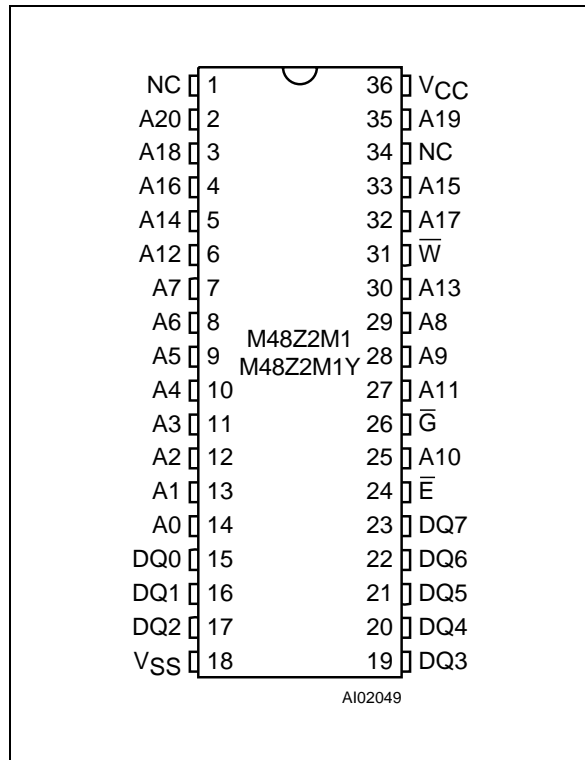 NC 1 36 VCC
A20 2 35 A19
A18 3 34 NC
A16 4 33 A15
A14 5 32 A17
A12 6 31 W̅
A7 7 30 A13
A6 8 29 A8
M48Z2M1
A5 9 28 A9
M48Z2M1Y
A4 10 27 A11
A3 11 26 G̅
A2 12 25 A10
A1 13 24 E̅
A0 14 23 DQ7
DQ0 15 22 DQ6
DQ1 16 21 DQ5
DQ2 17 20 DQ4
VSS 18 19 DQ3
AI02049